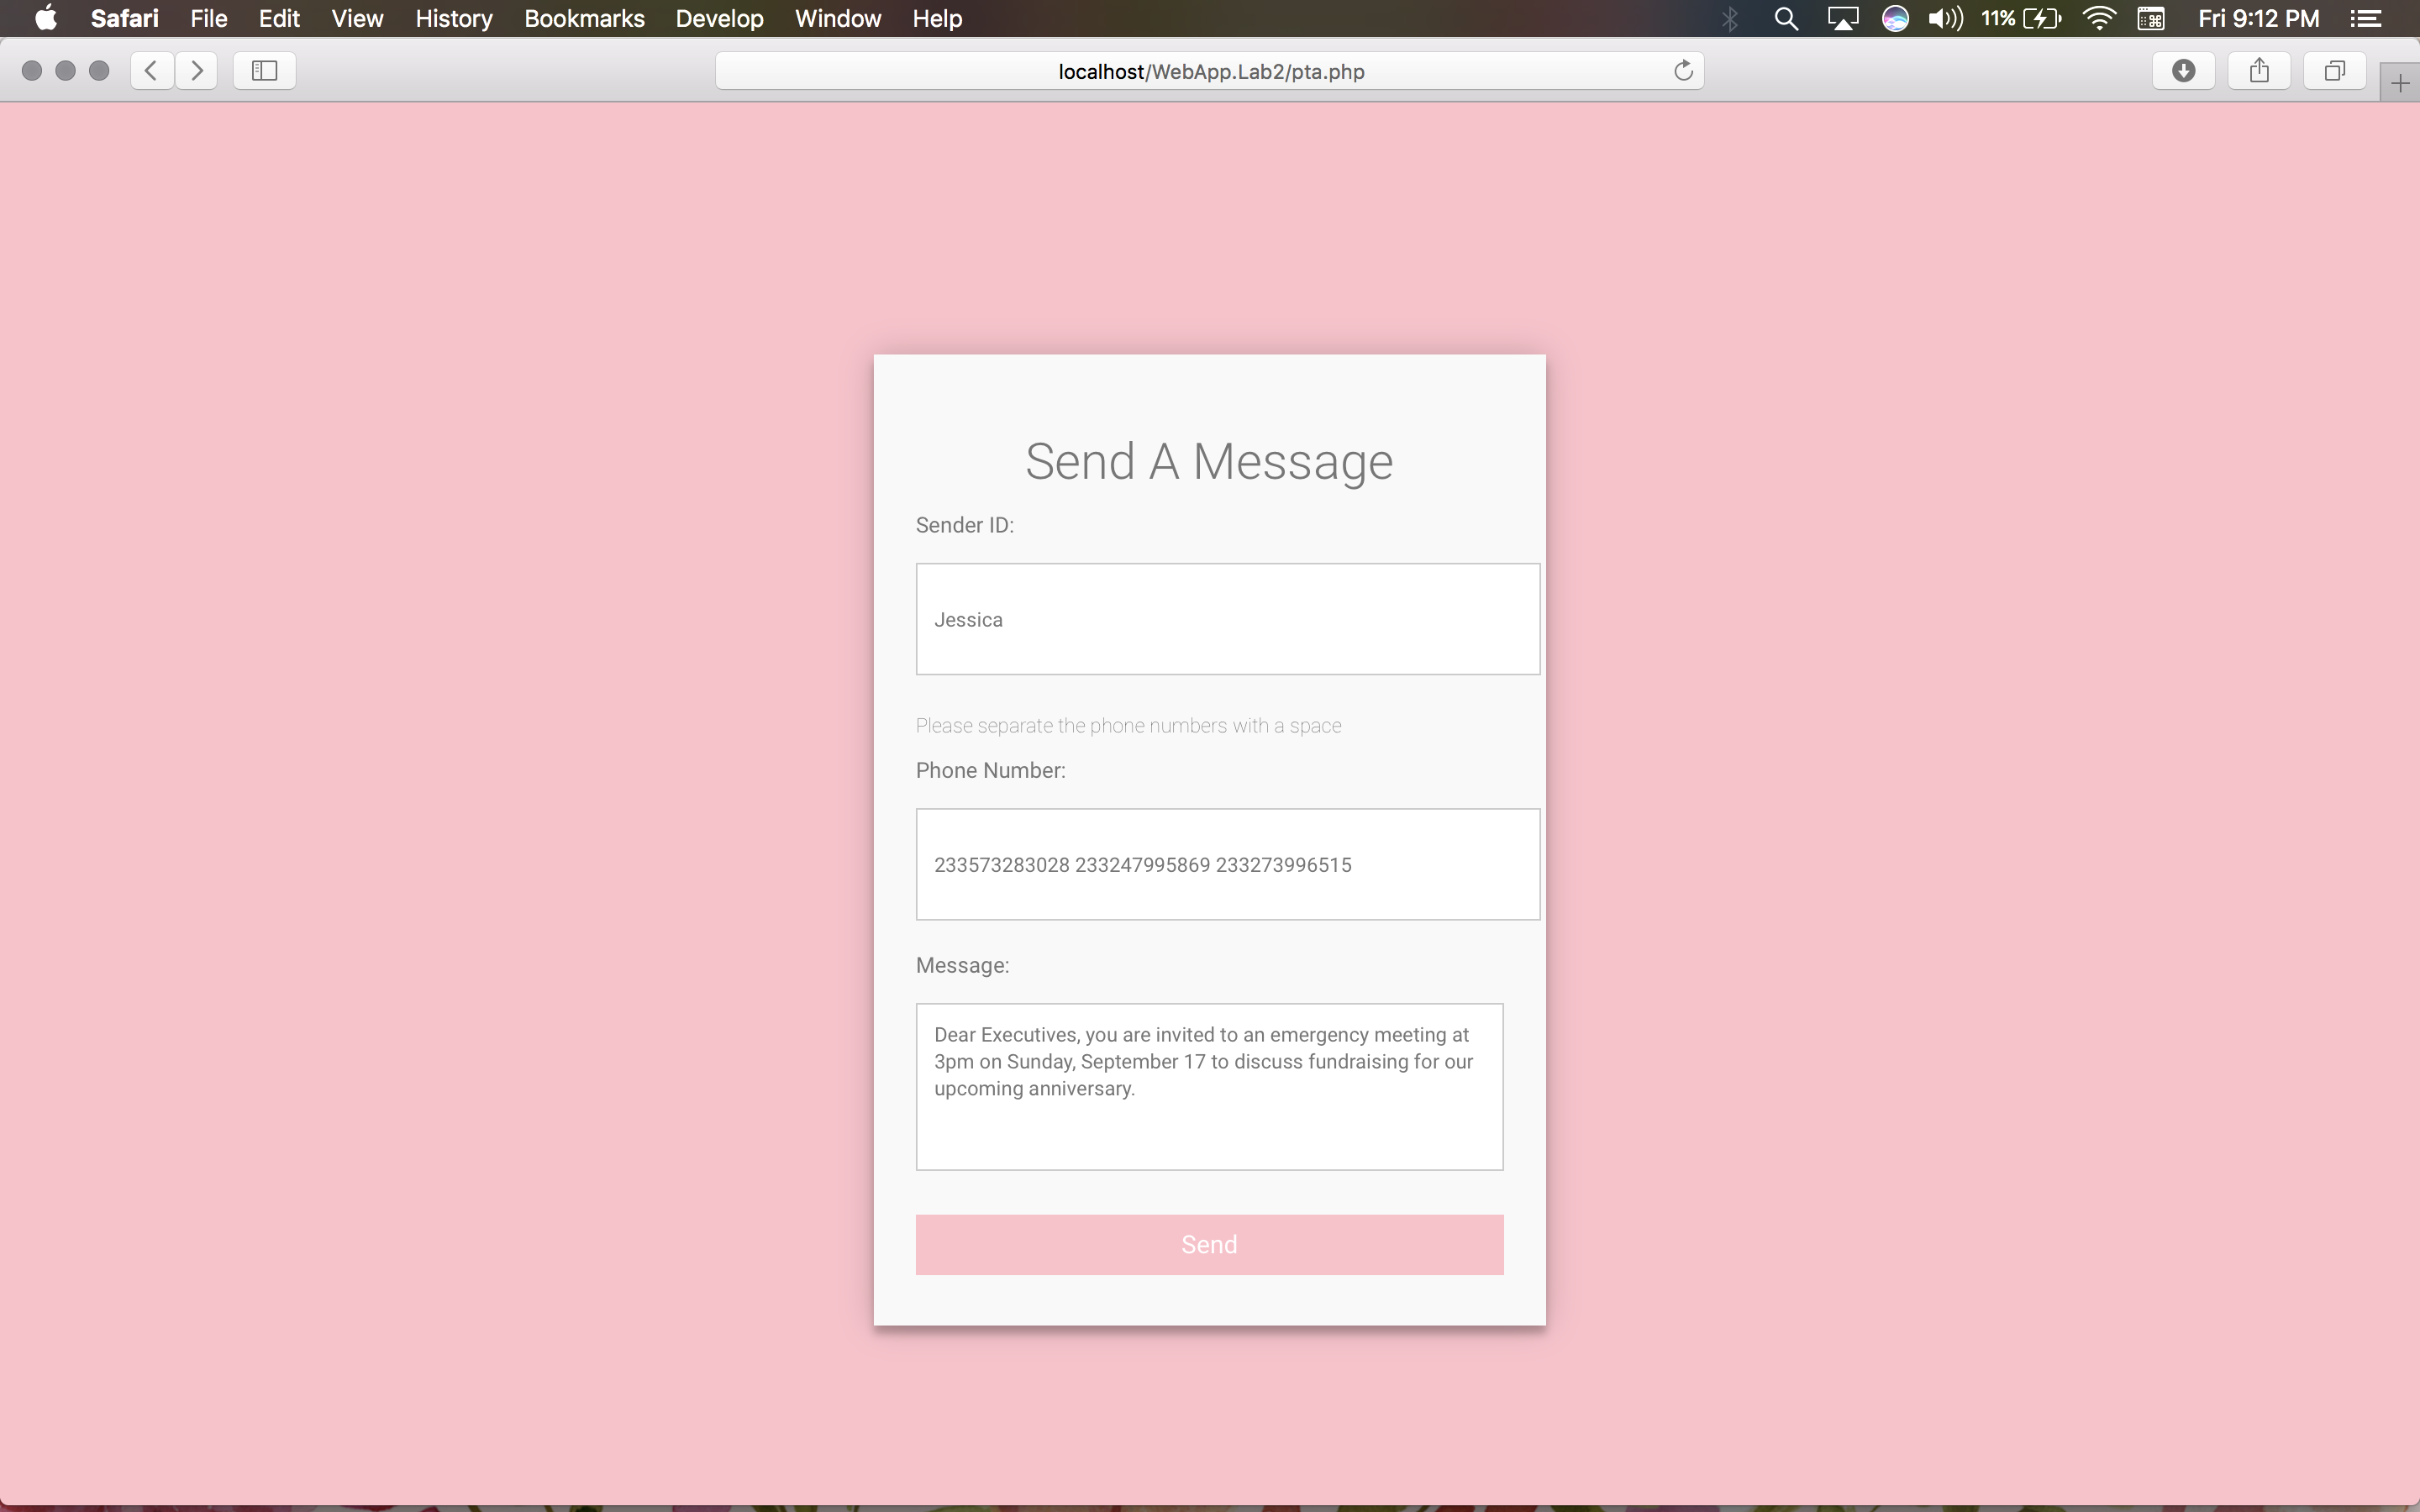 Safari File Edit View History Bookmarks Develop Window Help 11% Fri 9:12 PM
localhost/WebApp.Lab2/pta.php
Send A Message
Sender ID:
Jessica
Please separate the phone numbers with a space
Phone Number:
233573283028 233247995869 233273996515
Message:
Dear Executives, you are invited to an emergency meeting at
3pm on Sunday, September 17 to discuss fundraising for our
upcoming anniversary.
Send